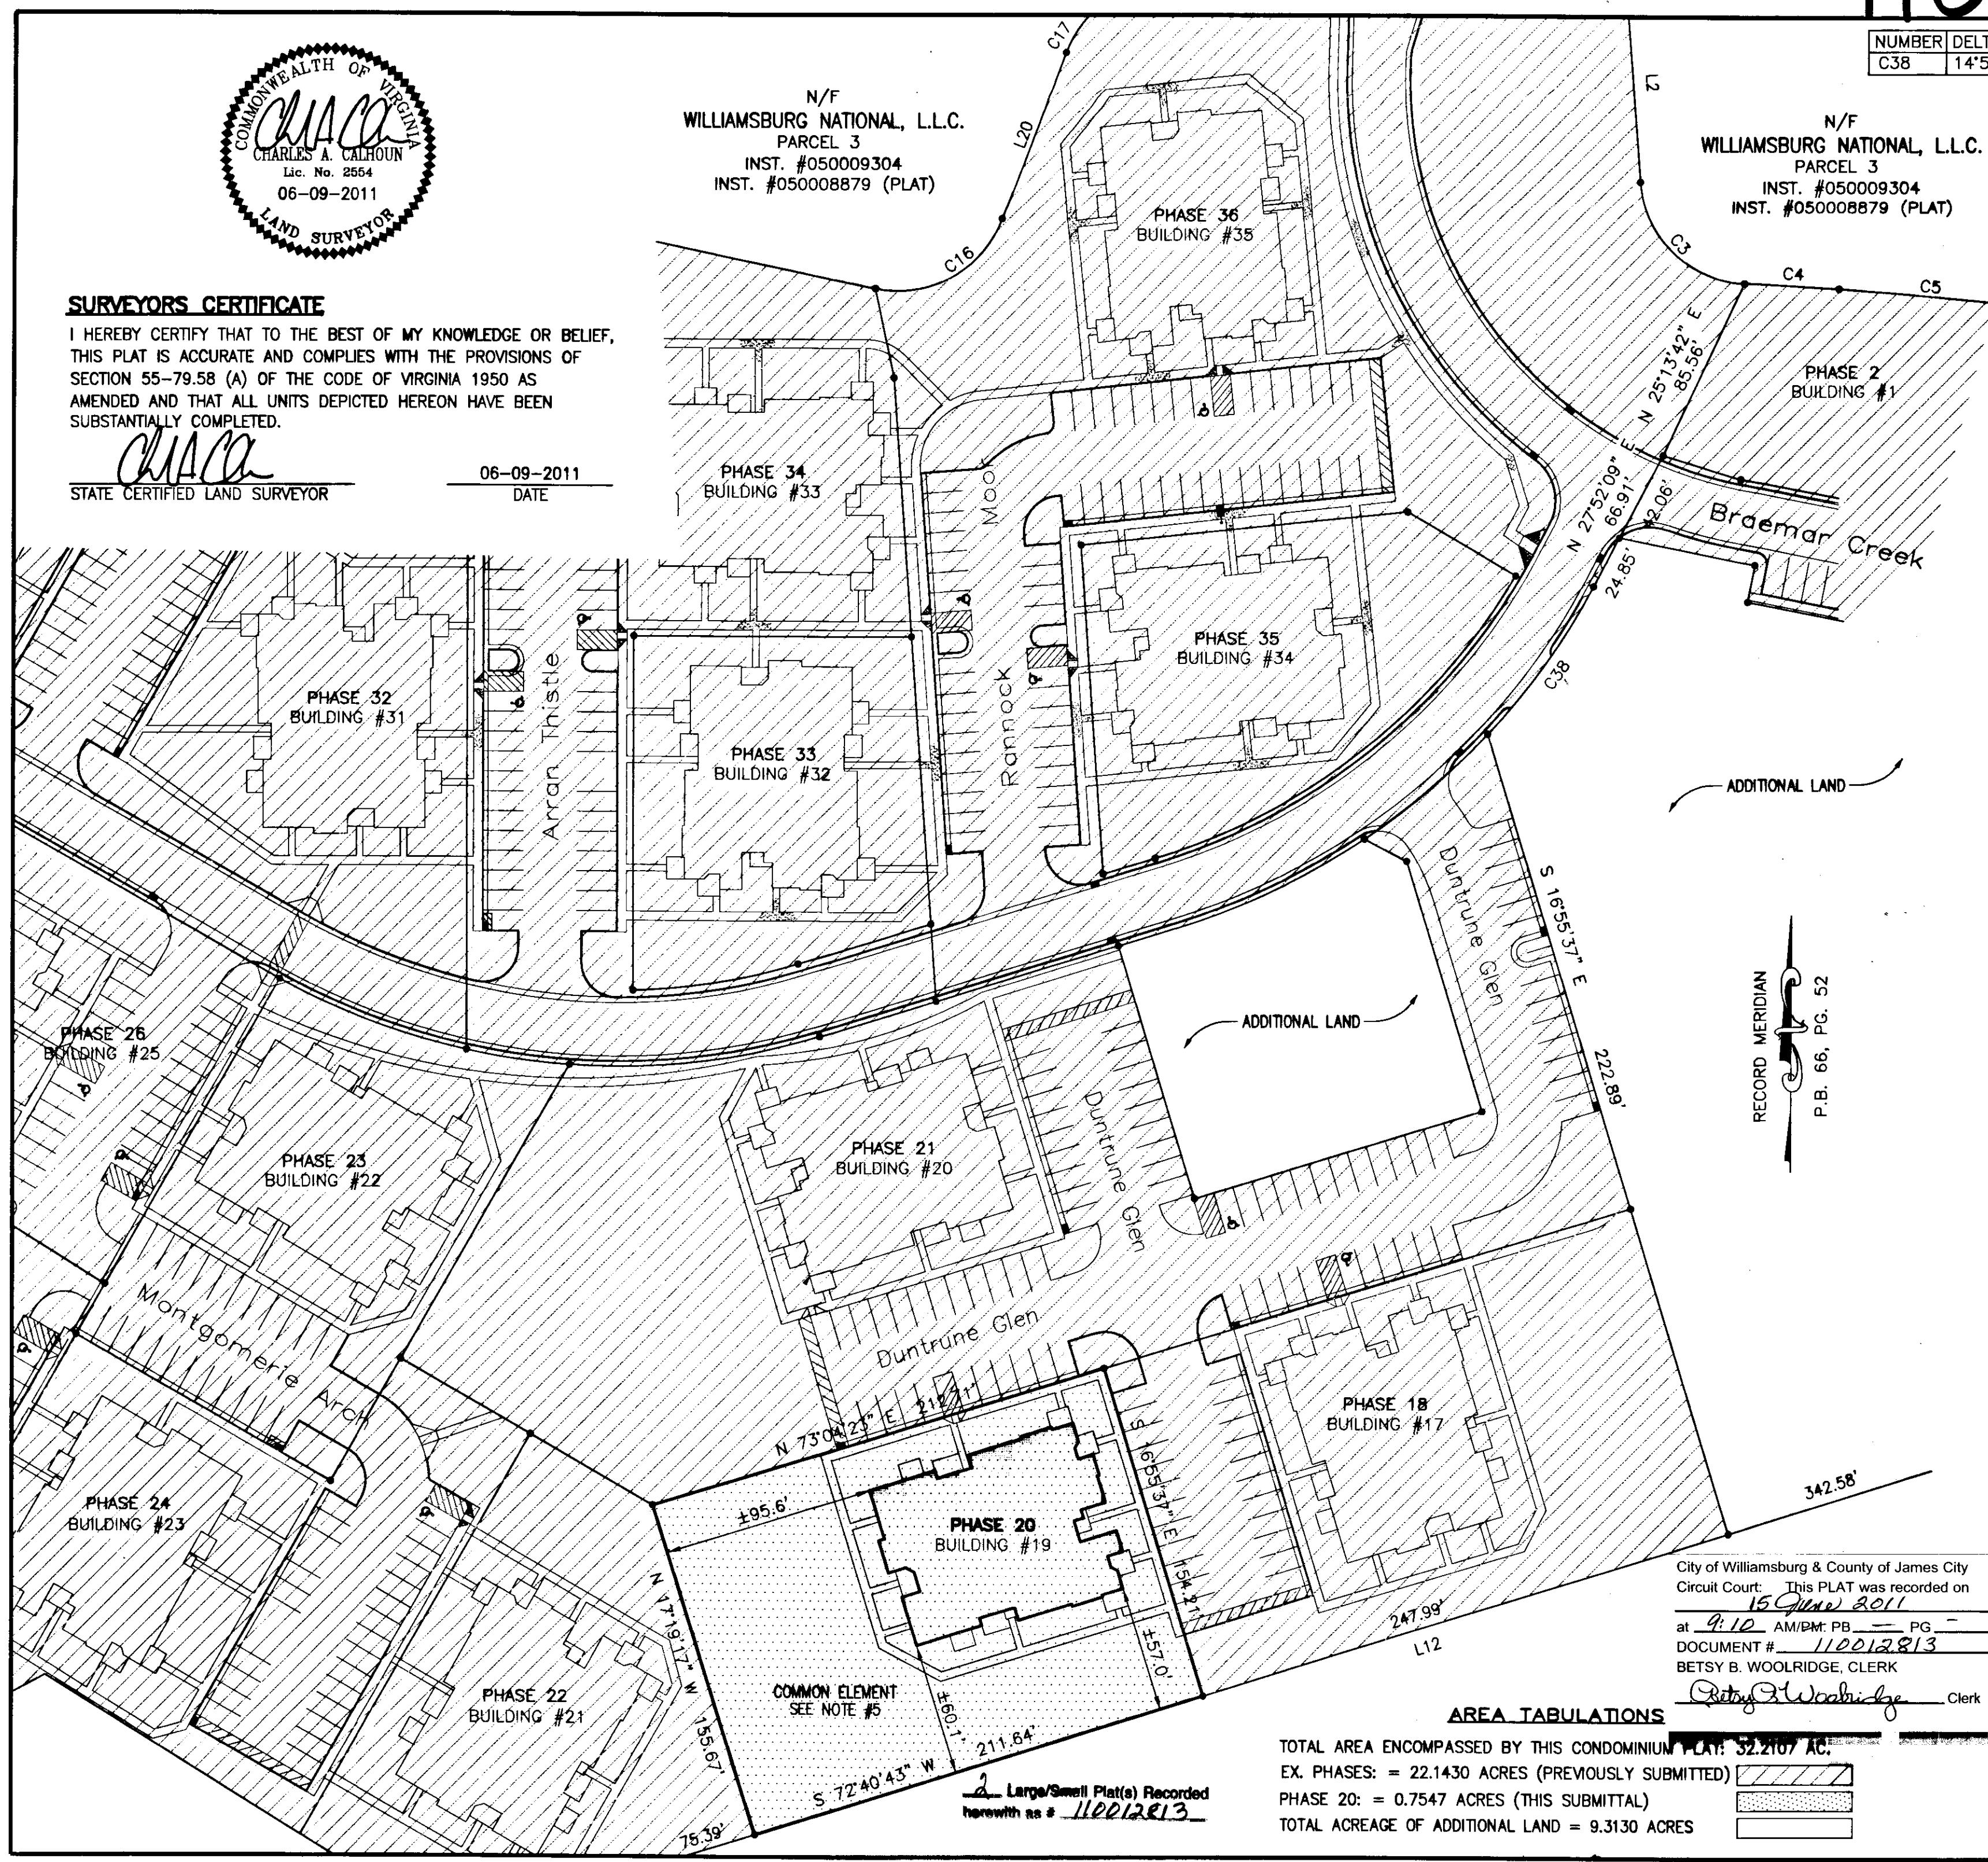 NUMBER DELT
C38 14°5
COMMONWEALTH OF VIRGINIA
CHARLES A. CALHOUN
Lic. No. 2554
06-09-2011
LAND SURVEYOR
N/F
WILLIAMSBURG NATIONAL, L.L.C.
PARCEL 3
INST. #050009304
INST. #050008879 (PLAT)
N/F
WILLIAMSBURG NATIONAL, L.L.C.
PARCEL 3
INST. #050009304
INST. #050008879 (PLAT)
C17
L20
C16
L2
C3
C4
C5
SURVEYORS CERTIFICATE
I HEREBY CERTIFY THAT TO THE BEST OF MY KNOWLEDGE OR BELIEF,
THIS PLAT IS ACCURATE AND COMPLIES WITH THE PROVISIONS OF
SECTION 55-79.58 (A) OF THE CODE OF VIRGINIA 1950 AS
AMENDED AND THAT ALL UNITS DEPICTED HEREON HAVE BEEN
SUBSTANTIALLY COMPLETED.
06-09-2011
STATE CERTIFIED LAND SURVEYOR DATE
PHASE 36
BUILDING #35
PHASE 2
BUILDING #1
N 25°13'42" E
85.56'
N 27°52'09" E
66.91'
42.06'
24.85'
Braemar Creek
C38
PHASE 34
BUILDING #33
Rannock Moor
PHASE 35
BUILDING #34
PHASE 32
BUILDING #31
Arran Thistle
PHASE 33
BUILDING #32
ADDITIONAL LAND
Duntrune Glen
S 16°55'37" E
222.89'
RECORD MERIDIAN
P.B. 66, PG. 52
ADDITIONAL LAND
PHASE 26
BUILDING #25
PHASE 23
BUILDING #22
PHASE 21
BUILDING #20
Duntrune Glen
Duntrune Glen
Montgomerie Arch
PHASE 18
BUILDING #17
N 73°04'23" E 212.71'
S 16°55'37" E 154.21'
±95.6'
PHASE 20
BUILDING #19
PHASE 24
BUILDING #23
PHASE 22
BUILDING #21
N 17°19'17" W 155.67'
COMMON ELEMENT
SEE NOTE #5
±60.1'
±57.0'
S 72°40'43" W 211.64'
75.39'
247.99'
L12
342.58'
City of Williamsburg & County of James City
Circuit Court: This PLAT was recorded on
15 June 2011
at 9:10 AM/PM. PB — PG —
DOCUMENT # 110012813
BETSY B. WOOLRIDGE, CLERK
Betsy B Woolridge Clerk
2 Large/Small Plat(s) Recorded
herewith as # 110012813
AREA TABULATIONS
TOTAL AREA ENCOMPASSED BY THIS CONDOMINIUM PLAT: 32.2107 AC.
EX. PHASES: = 22.1430 ACRES (PREVIOUSLY SUBMITTED)
PHASE 20: = 0.7547 ACRES (THIS SUBMITTAL)
TOTAL ACREAGE OF ADDITIONAL LAND = 9.3130 ACRES